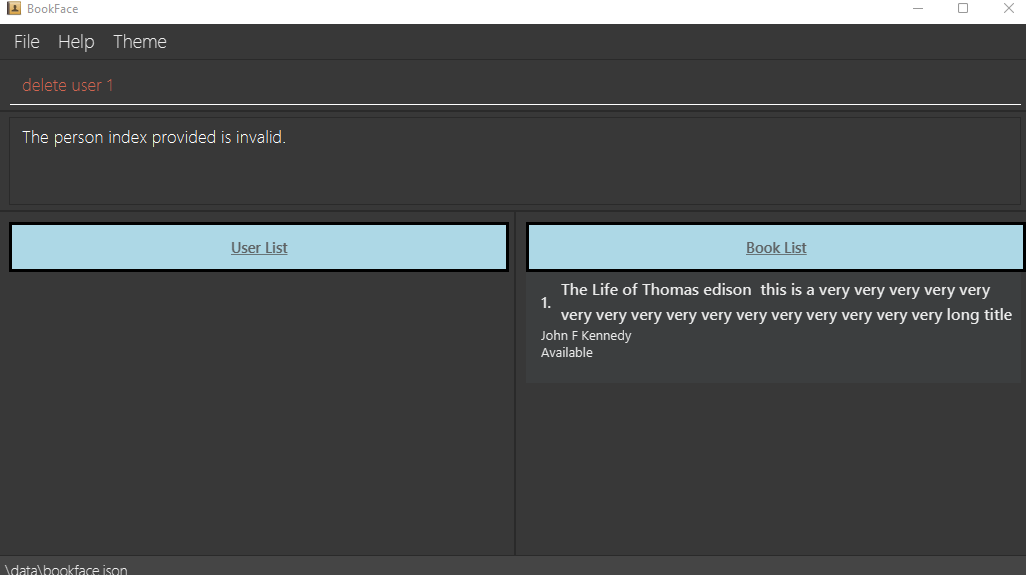 BookFace
File Help Theme
delete user 1
The person index provided is invalid.
User List
Book List
1. The Life of Thomas edison  this is a very very very very very
very very very very very very very very very very very long title
John F Kennedy
Available
\data\bookface.json